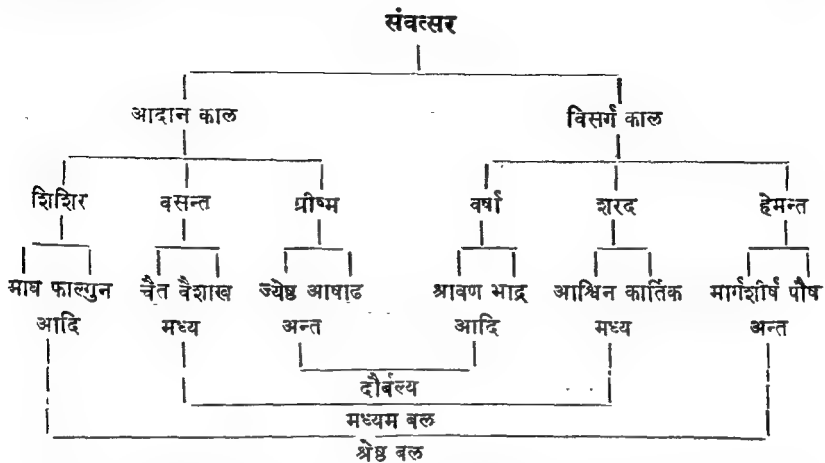 संवत्सर
आदान काल विसर्ग काल
शिशिर वसन्त ग्रीष्म वर्षा शरद हेमन्त
माघ फाल्गुन चैत वैशाख ज्येष्ठ आषाढ श्रावण भाद्र आश्विन कार्तिक मार्गशीर्ष पौष
आदि मध्य अन्त आदि मध्य अन्त
दौर्बल्य
मध्यम बल
श्रेष्ठ बल